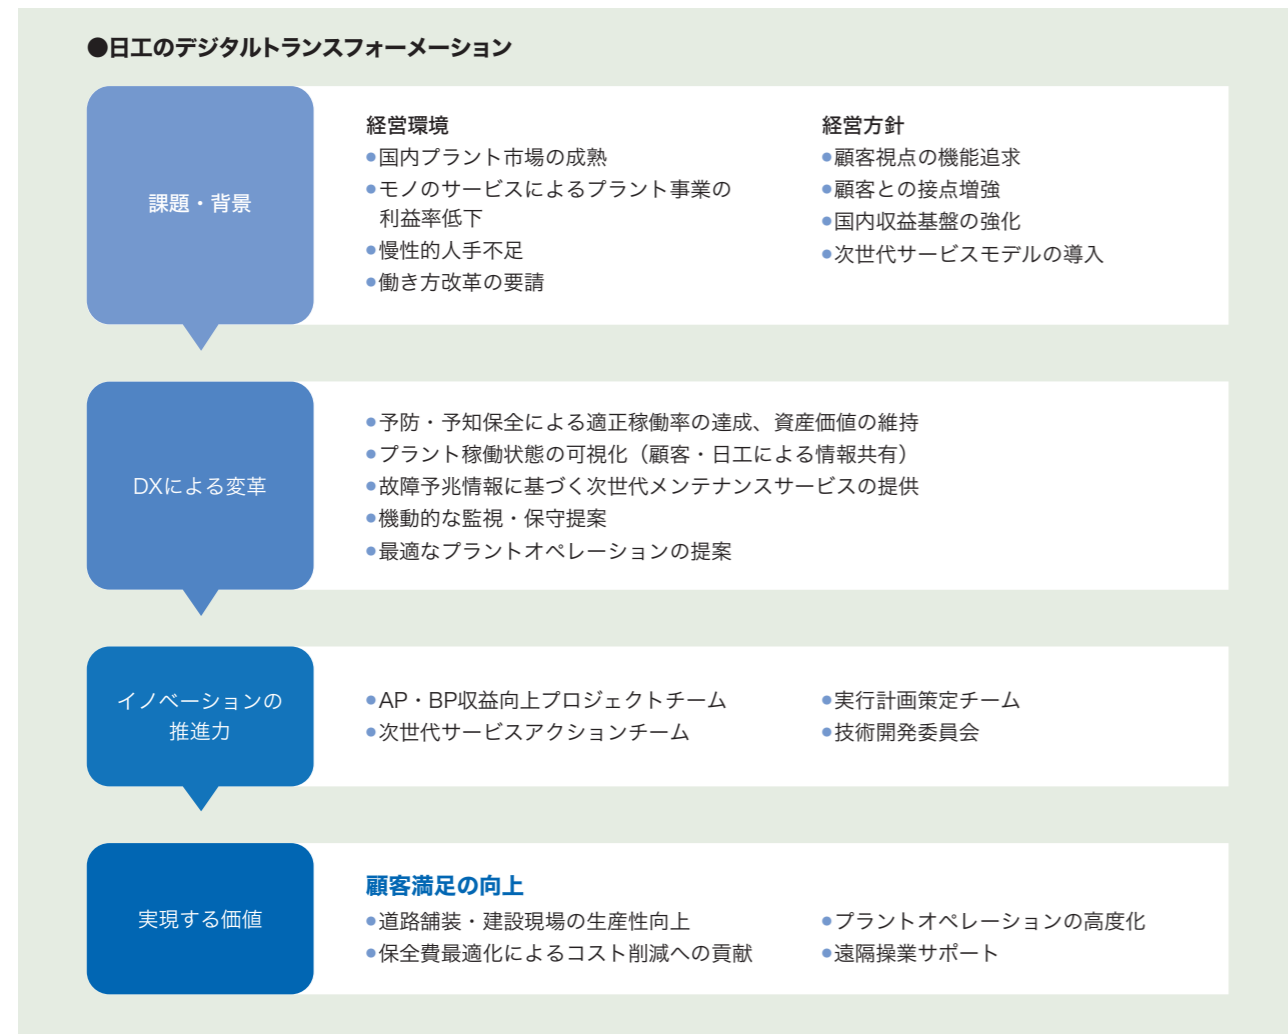 ●日工のデジタルトランスフォーメーション
課題・背景
経営環境
●国内プラント市場の成熟
●モノのサービスによるプラント事業の
利益率低下
●慢性的人手不足
●働き方改革の要請
経営方針
●顧客視点の機能追求
●顧客との接点増強
●国内収益基盤の強化
●次世代サービスモデルの導入
DXによる変革
●予防・予知保全による適正稼働率の達成、資産価値の維持
●プラント稼働状態の可視化（顧客・日工による情報共有）
●故障予兆情報に基づく次世代メンテナンスサービスの提供
●機動的な監視・保守提案
●最適なプラントオペレーションの提案
イノベーションの
推進力
●AP・BP収益向上プロジェクトチーム
●次世代サービスアクションチーム
●実行計画策定チーム
●技術開発委員会
実現する価値
顧客満足の向上
●道路舗装・建設現場の生産性向上
●保全費最適化によるコスト削減への貢献
●プラントオペレーションの高度化
●遠隔操業サポート